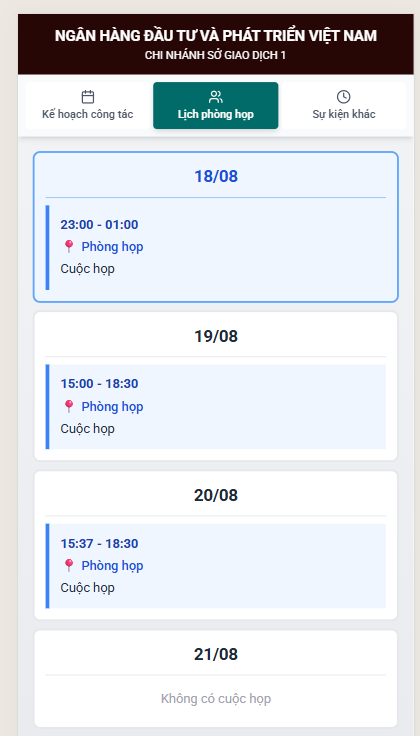 NGÂN HÀNG ĐẦU TƯ VÀ PHÁT TRIỂN VIỆT NAM
CHI NHÁNH SỞ GIAO DỊCH 1
Kế hoạch công tác
Lịch phòng họp
Sự kiện khác
18/08
23:00 - 01:00
Phòng họp
Cuộc họp
19/08
15:00 - 18:30
Phòng họp
Cuộc họp
20/08
15:37 - 18:30
Phòng họp
Cuộc họp
21/08
Không có cuộc họp